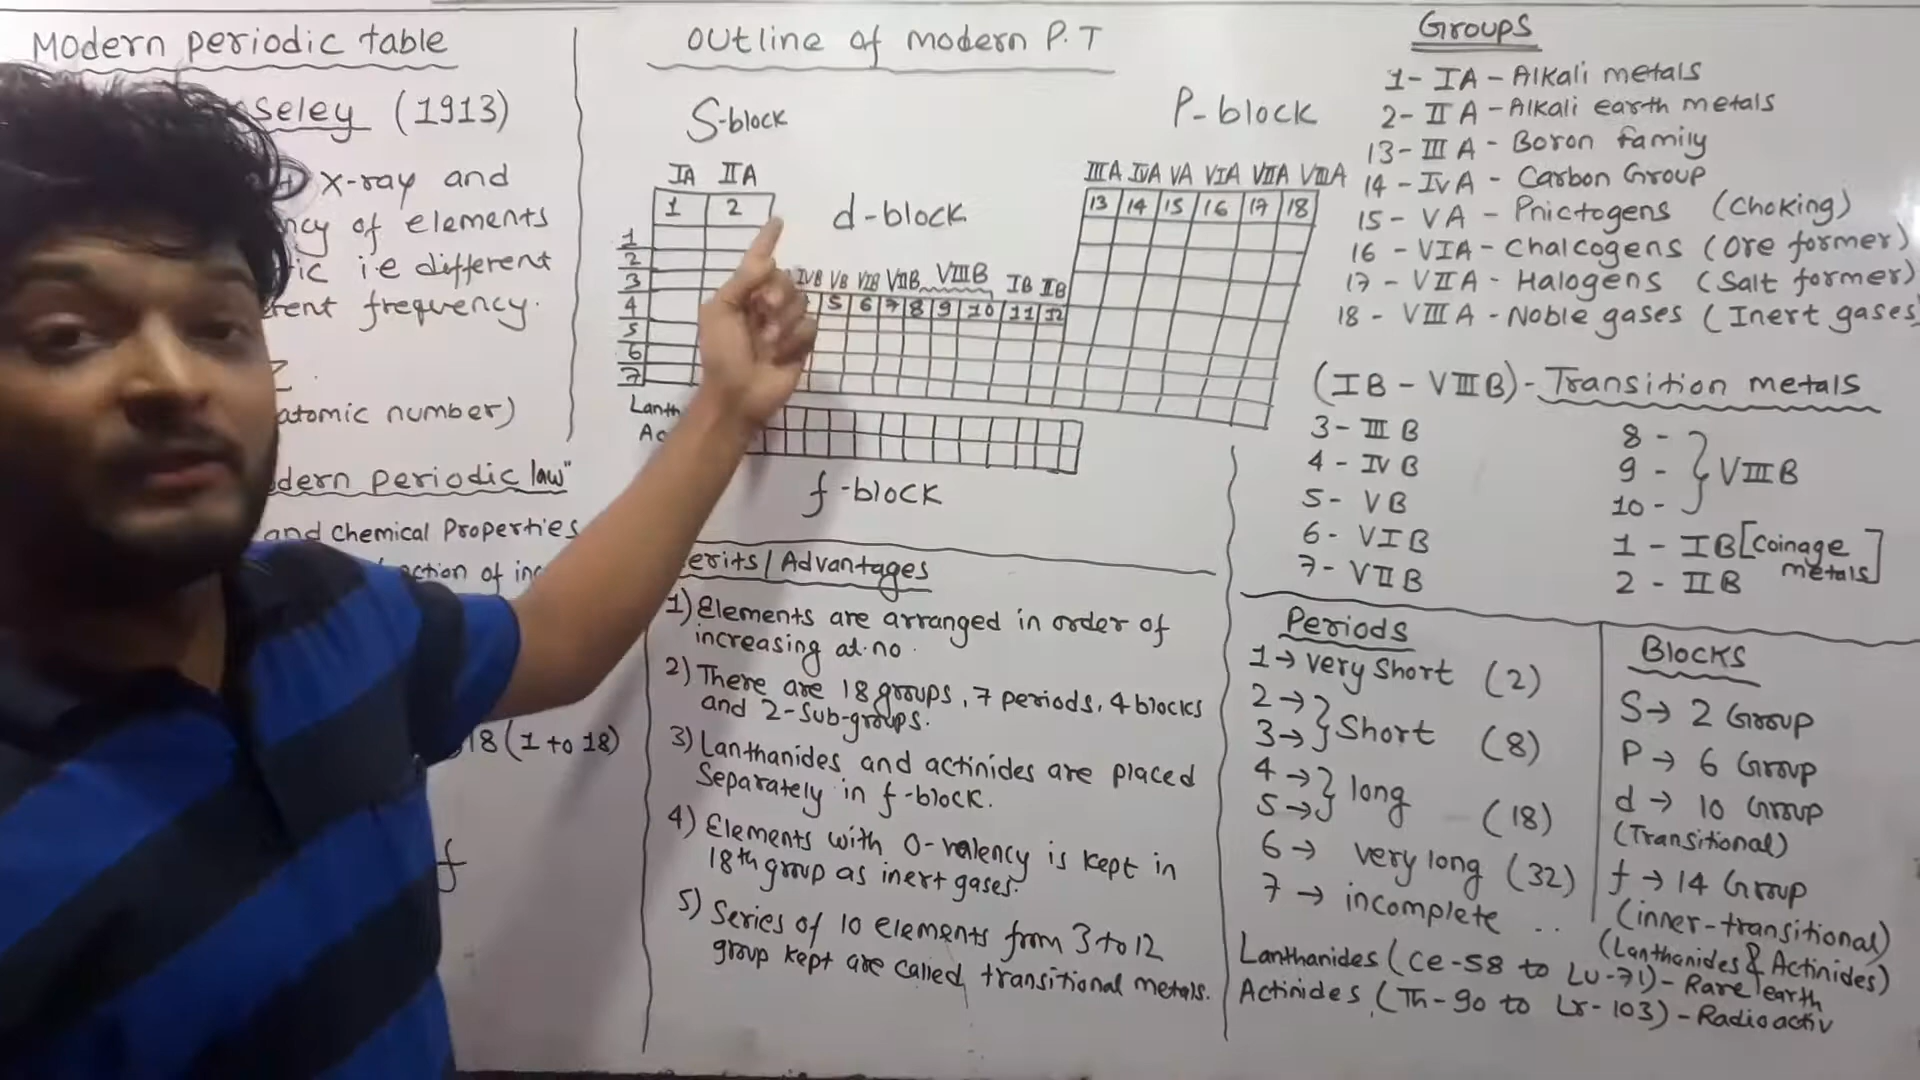 Modern periodic table
seley (1913)
x-ray and
ncy of elements
ic i.e different
erent frequency.
Z
atomic number)
dern periodic law"
and chemical Properties
ction of inc
18 (1 to 18)
f
Outline of modern P.T
S-block
P-block
IA IIA
1 2
d-block
IIIA IVA VA VIA VIIA VIIIA
13 14 15 16 17 18
1
2
3
4
5
6
7
IVB VB VIB VIIB VIIIB IB IIB
5 6 7 8 9 10 11 12
Lanth
Ac
f-block
erits/Advantages
1) Elements are arranged in order of
increasing at.no.
2) There are 18 groups, 7 periods, 4 blocks
and 2-Sub-groups.
3) Lanthanides and actinides are placed
Separately in f-block.
4) Elements with 0-valency is kept in
18th group as inert gases.
5) Series of 10 elements from 3 to 12
group kept are called transitional metals.
Groups
1 - IA - Alkali metals
2 - II A - Alkali earth metals
13 - III A - Boron family
14 - IV A - Carbon Group
15 - VA - Pnictogens (Choking)
16 - VIA - Chalcogens (Ore former)
17 - VIIA - Halogens (Salt former)
18 - VIIIA - Noble gases (Inert gases
(IB - VIIIB) - Transition metals
3 - III B
4 - IV B
5 - VB
6 - VIB
7 - VIIB
8 -
9 - } VIIIB
10 -
1 - IB [Coinage metals]
2 - IIB
Periods
1 → very short (2)
2 →
3 → } Short (8)
4 →
5 → } long (18)
6 → very long (32)
7 → incomplete ..
Blocks
S → 2 Group
P → 6 Group
d → 10 Group
(Transitional)
f → 14 Group
(inner-transitional)
(Lanthanides & Actinides)
Lanthanides (Ce-58 to Lu-71) - Rare earth
Actinides (Th-90 to Lr-103) - Radioactiv